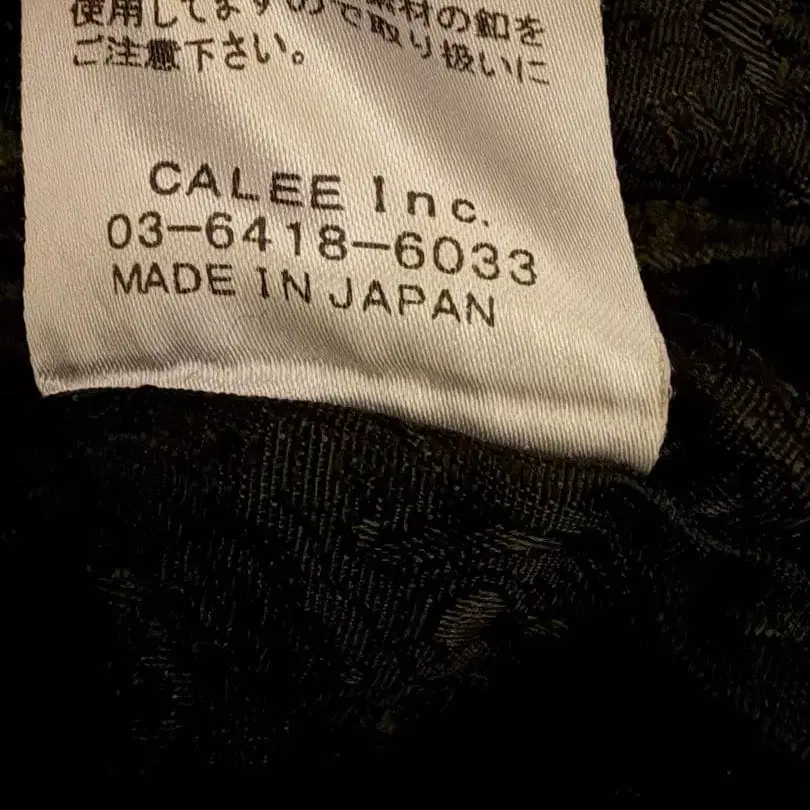 使用してますので取り扱いに
素材の釦を
ご注意下さい。
CALEE Inc.
03-6418-6033
MADE IN JAPAN